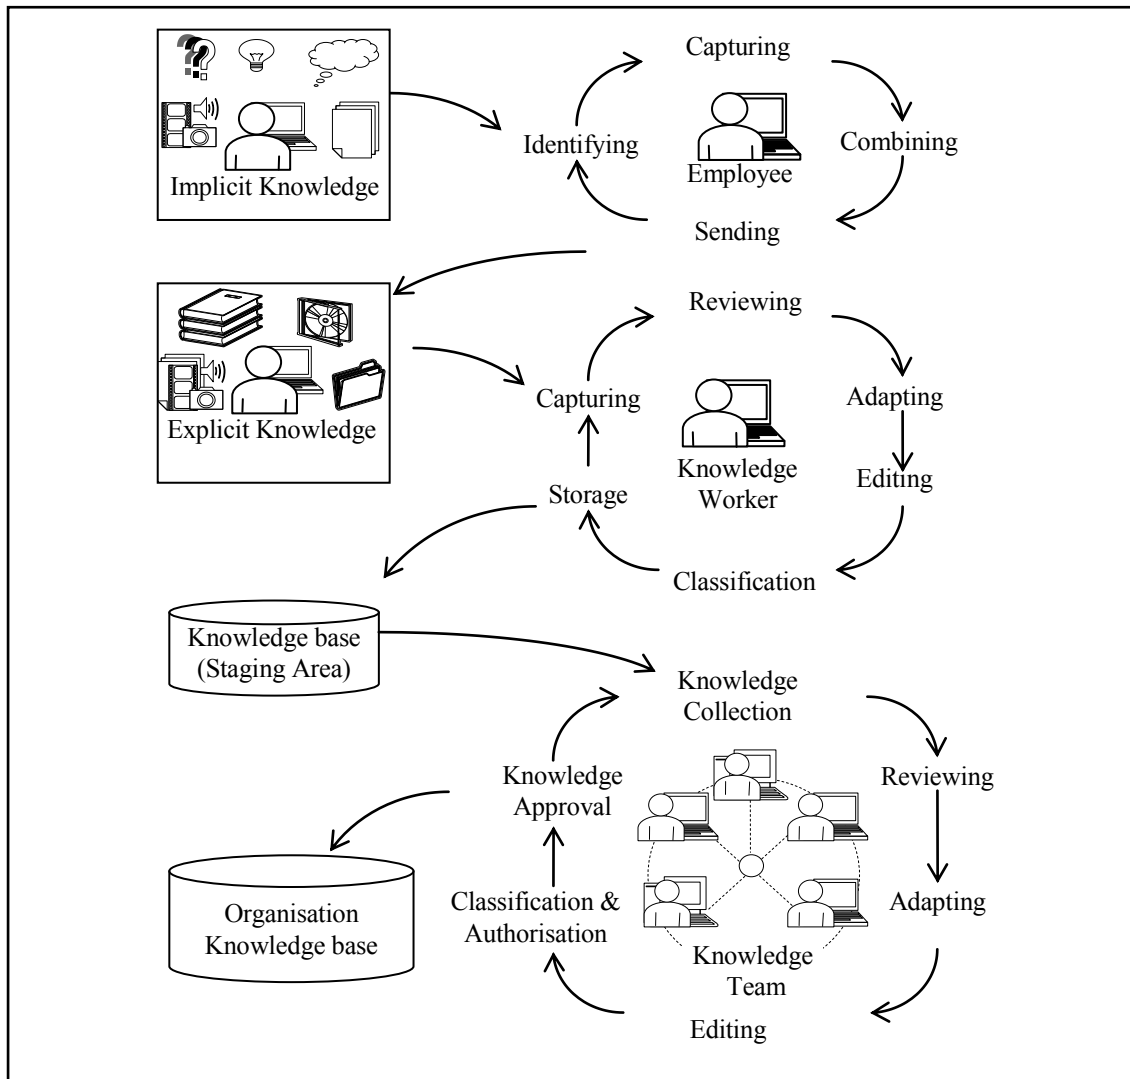 Implicit Knowledge
Capturing
Identifying
Combining
Employee
Sending
Explicit Knowledge
Reviewing
Capturing
Adapting
Knowledge
Worker
Editing
Storage
Classification
Knowledge base
(Staging Area)
Knowledge
Collection
Knowledge
Approval
Reviewing
Organisation
Knowledge base
Classification &
Authorisation
Adapting
Knowledge
Team
Editing